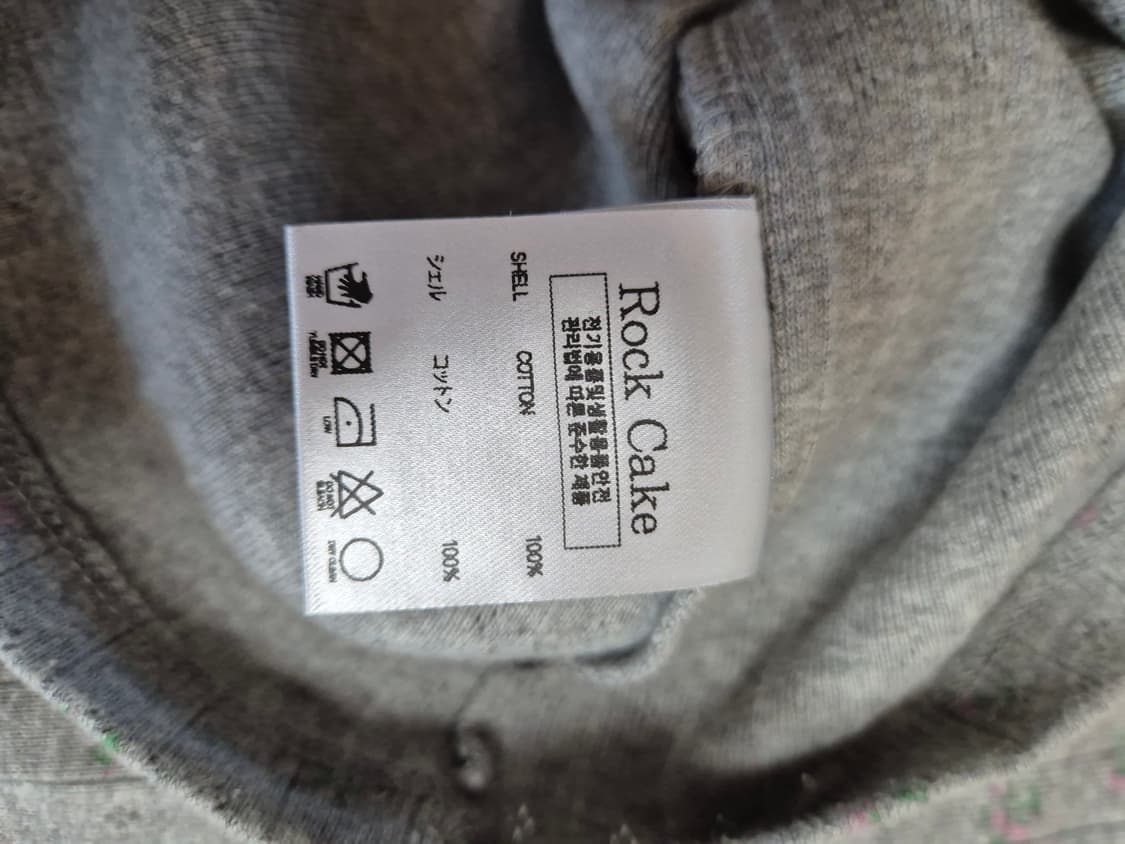 Rock Cake
전기용품및생활용품안전
관리법에 따른 준수한 제품
SHELL COTTON 100%
シェル コットン 100%
LOW
DO NOT
BLEACH
DRY CLEAN